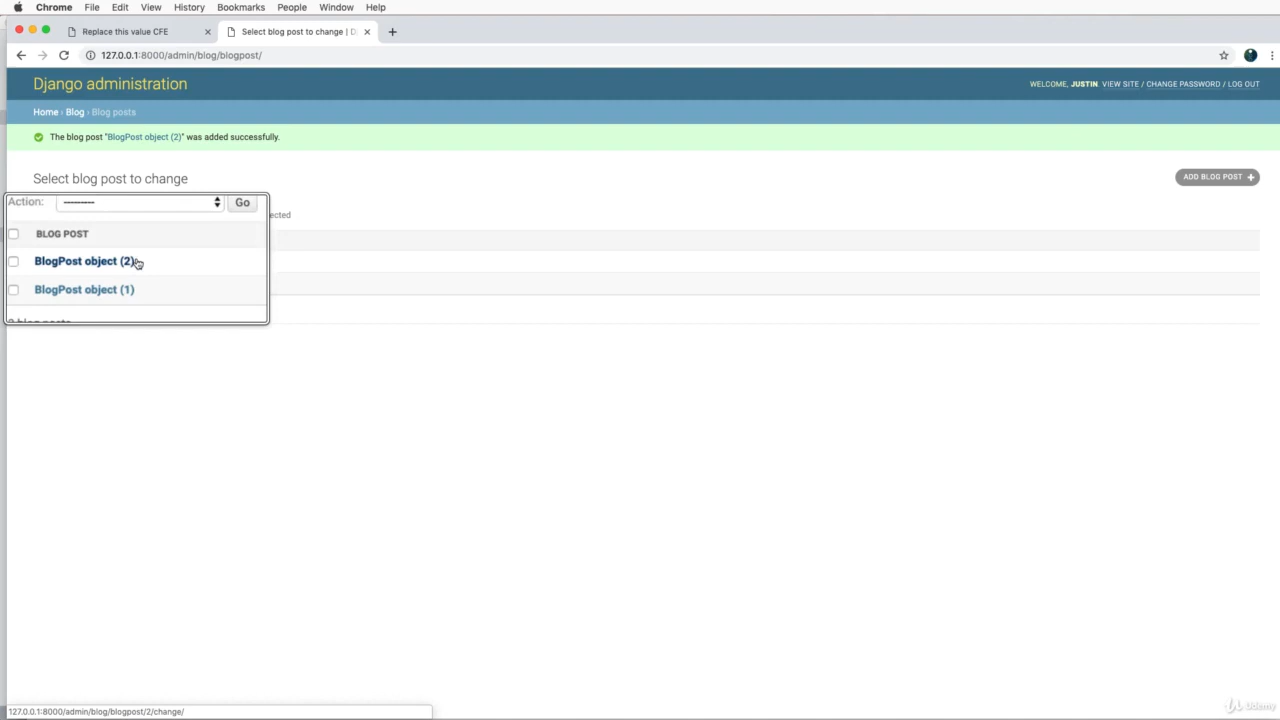 Chrome File Edit View History Bookmarks People Window Help
Replace this value CFE
Select blog post to change | D
127.0.0.1:8000/admin/blog/blogpost/
Django administration
WELCOME, JUSTIN VIEW SITE / CHANGE PASSWORD / LOG OUT
Home › Blog › Blog posts
The blog post "BlogPost object (2)" was added successfully.
Select blog post to change
ADD BLOG POST +
Action: --------- Go
ected
BLOG POST
BlogPost object (2)
BlogPost object (1)
2 blog posts
127.0.0.1:8000/admin/blog/blogpost/2/change/
Udemy